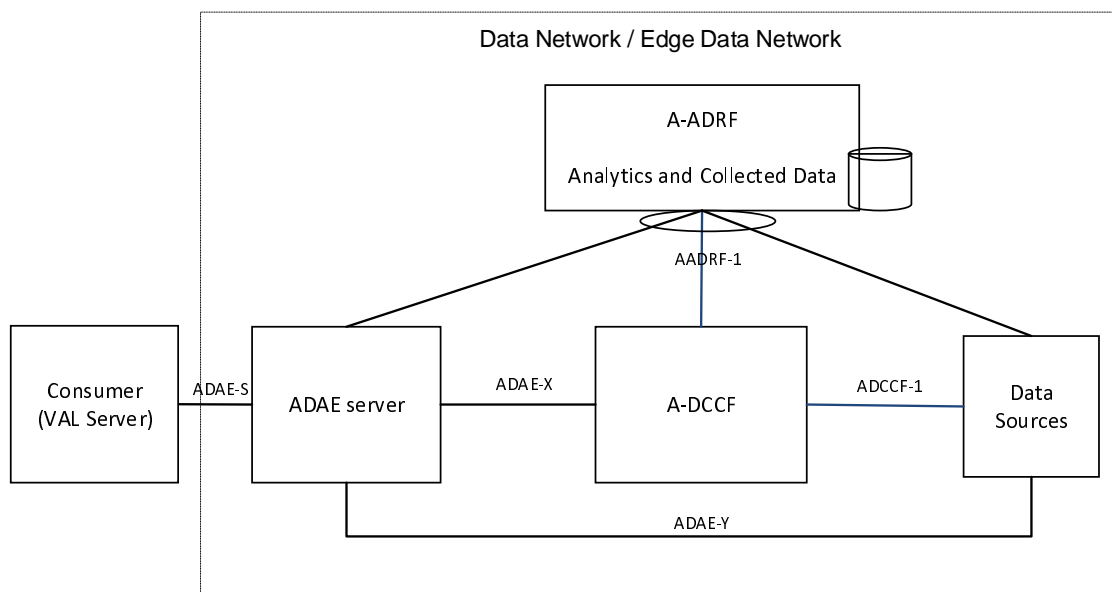 Data Network / Edge Data Network
A-ADRF
Analytics and Collected Data
AADRF-1
Consumer
(VAL Server)
ADAE-S
ADAE server
ADAE-X
A-DCCF
ADCCF-1
Data
Sources
ADAE-Y